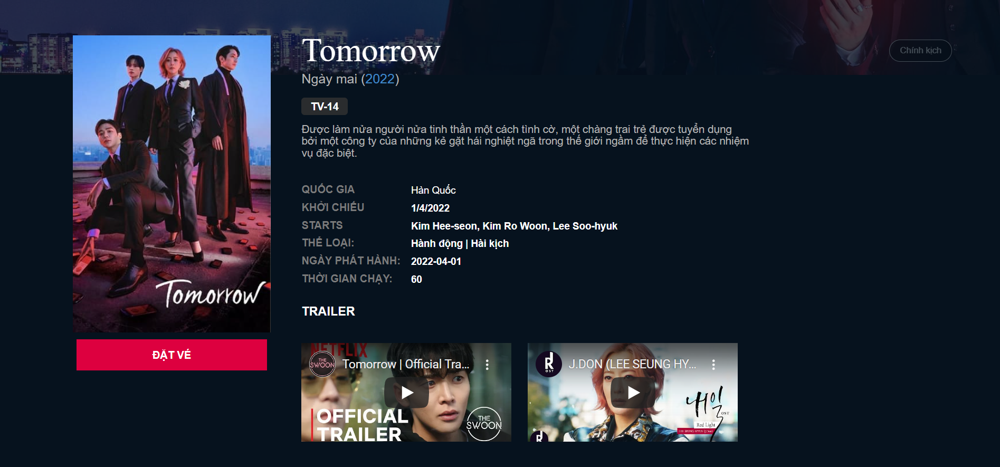 Tomorrow
Chính kịch
Ngày mai (2022)
TV-14
Được làm nửa người nửa tinh thần một cách tình cờ, một chàng trai trẻ được tuyển dụng
bởi một công ty của những kẻ gặt hái nghiệt ngã trong thế giới ngầm để thực hiện các nhiệm
vụ đặc biệt.
QUỐC GIA Hàn Quốc
KHỞI CHIẾU 1/4/2022
STARTS Kim Hee-seon, Kim Ro Woon, Lee Soo-hyuk
THỂ LOẠI: Hành động | Hài kịch
NGÀY PHÁT HÀNH: 2022-04-01
THỜI GIAN CHẠY: 60
Tomorrow
ĐẶT VÉ
TRAILER
NETFLIX
THE
SWOON
Tomorrow | Official Tra...
OFFICIAL
TRAILER
THE
SWOON
R
OST
J.DON (LEE SEUNG HY...
내일
OST
Red Light
LEE SEUNG HYUB (J.Don)
R